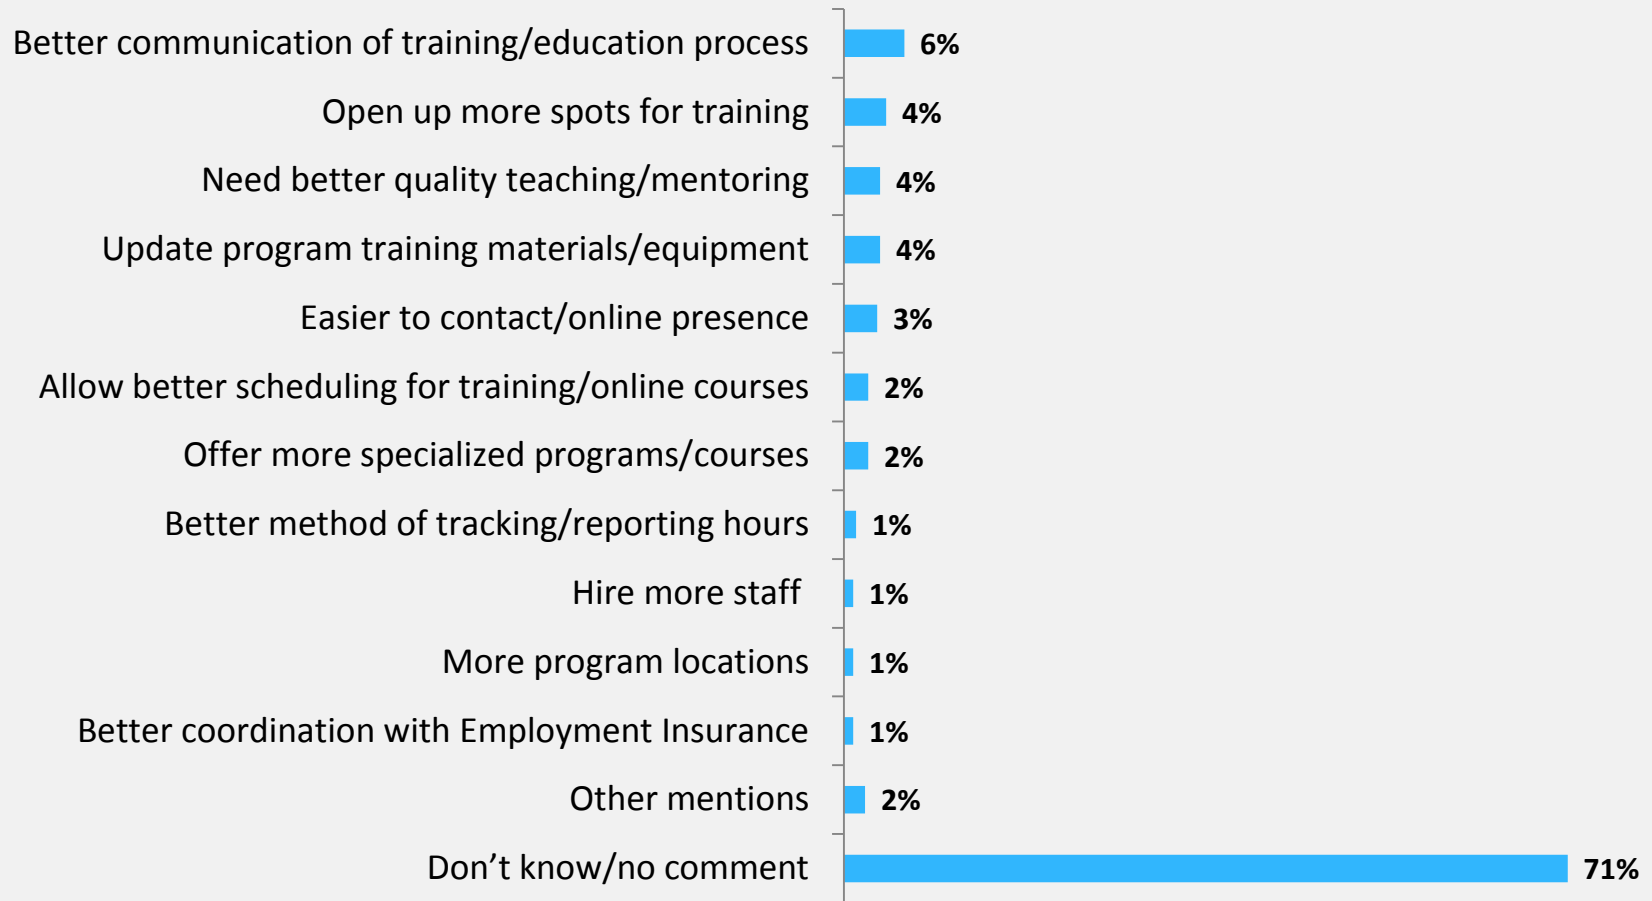 Better communication of training/education process 6%
Open up more spots for training 4%
Need better quality teaching/mentoring 4%
Update program training materials/equipment 4%
Easier to contact/online presence 3%
Allow better scheduling for training/online courses 2%
Offer more specialized programs/courses 2%
Better method of tracking/reporting hours 1%
Hire more staff 1%
More program locations 1%
Better coordination with Employment Insurance 1%
Other mentions 2%
Don’t know/no comment 71%